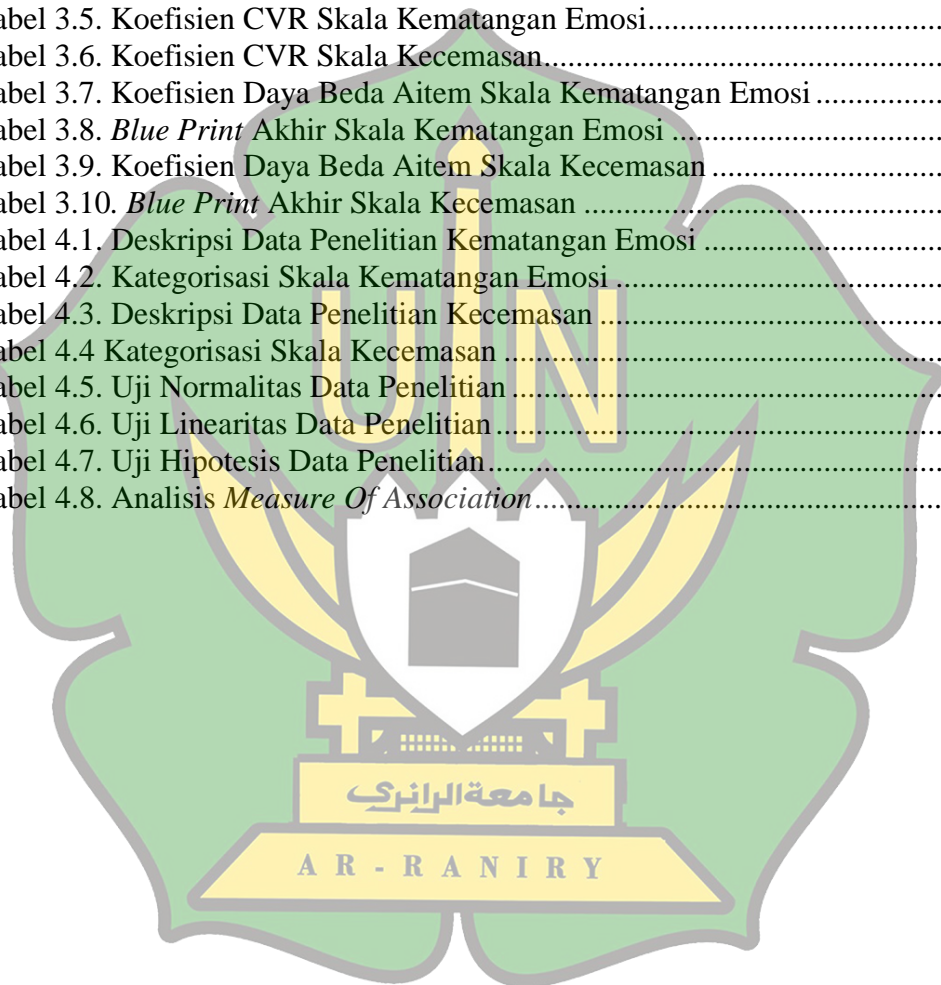 abel 3.5. Koefisien CVR Skala Kematangan Emosi........................................
abel 3.6. Koefisien CVR Skala Kecemasan........................................................
abel 3.7. Koefisien Daya Beda Aitem Skala Kematangan Emosi.................
abel 3.8. Blue Print Akhir Skala Kematangan Emosi....................................
abel 3.9. Koefisien Daya Beda Aitem Skala Kecemasan..............................
abel 3.10. Blue Print Akhir Skala Kecemasan................................................
abel 4.1. Deskripsi Data Penelitian Kematangan Emosi................................
abel 4.2. Kategorisasi Skala Kematangan Emosi............................................
abel 4.3. Deskripsi Data Penelitian Kecemasan..............................................
abel 4.4 Kategorisasi Skala Kecemasan..........................................................
abel 4.5. Uji Normalitas Data Penelitian.........................................................
abel 4.6. Uji Linearitas Data Penelitian............................................................
abel 4.7. Uji Hipotesis Data Penelitian.............................................................
abel 4.8. Analisis Measure Of Association......................................................
UIN
جامعةالرانري
AR-RANIRY